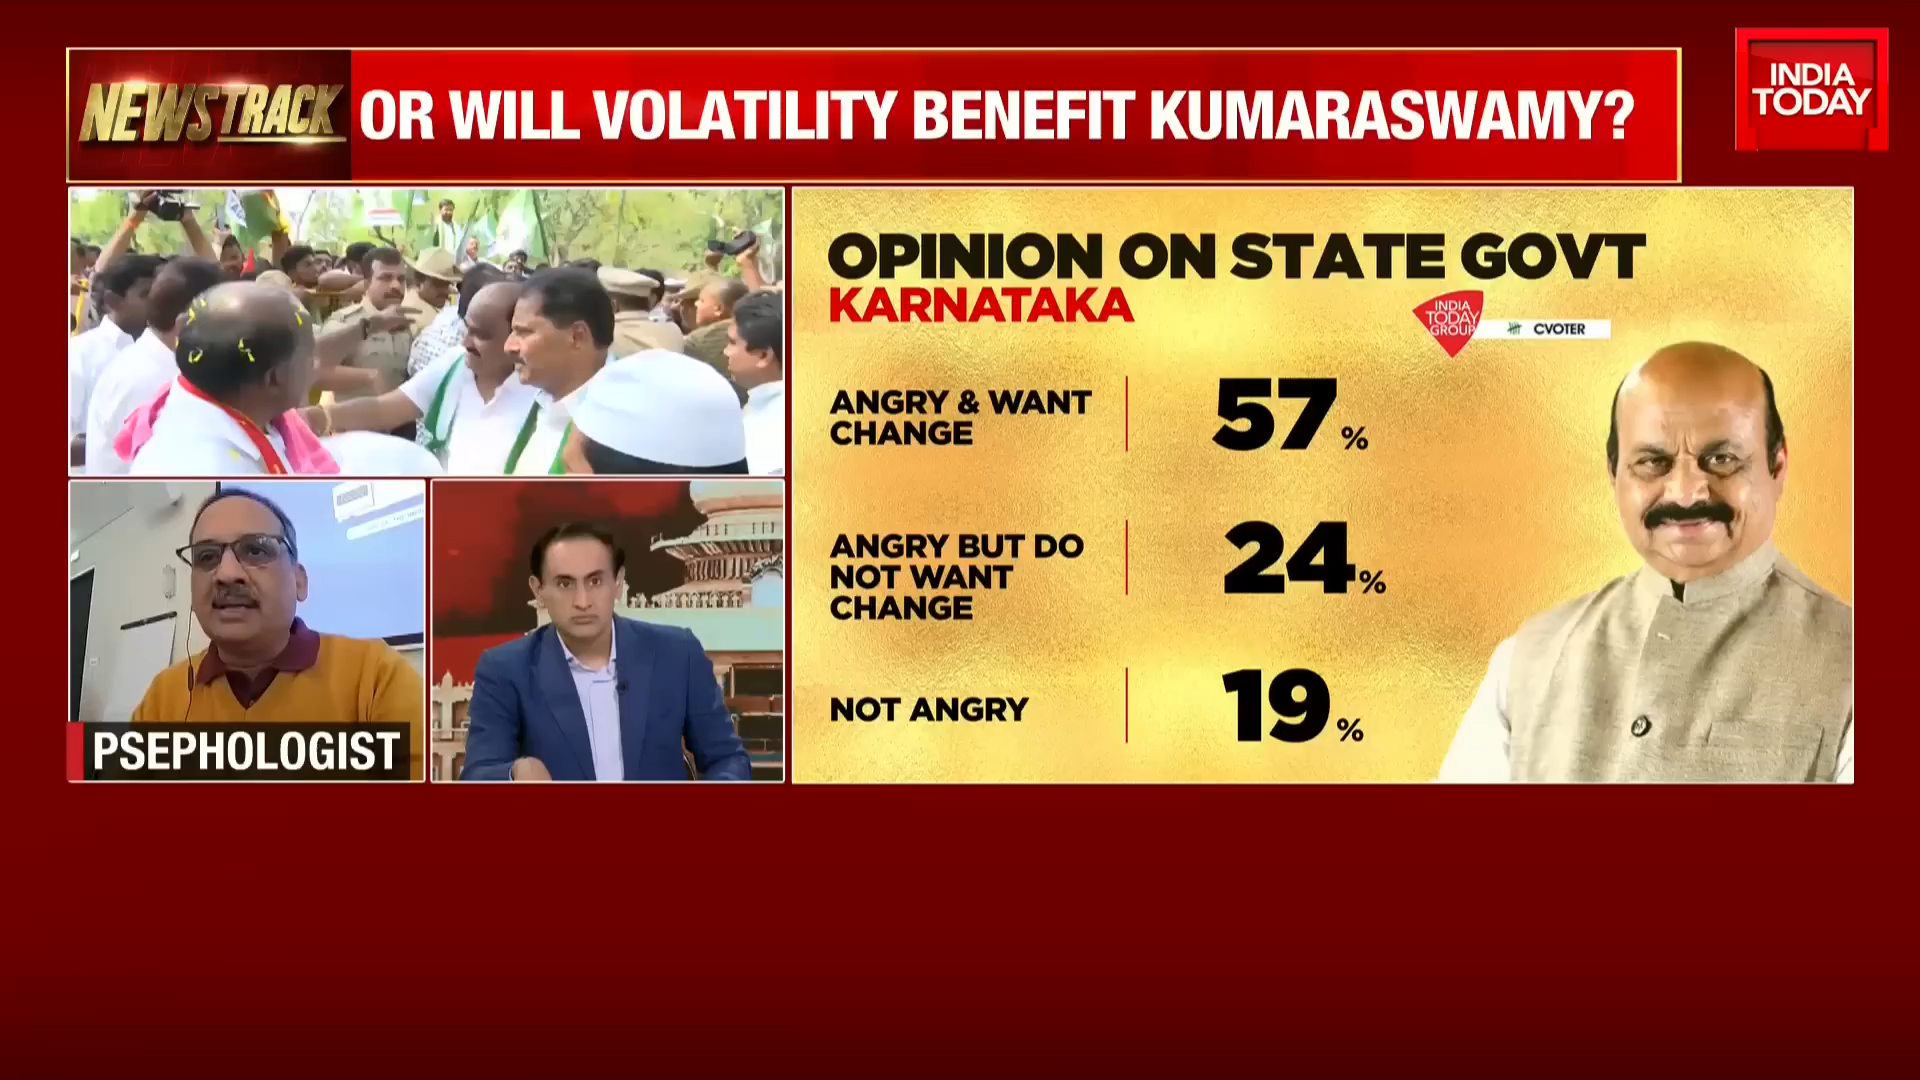 NEWSTRACK
OR WILL VOLATILITY BENEFIT KUMARASWAMY?
INDIA
TODAY
OPINION ON STATE GOVT
KARNATAKA
INDIA
TODAY
GROUP
CVOTER
ANGRY & WANT
CHANGE
57%
ANGRY BUT DO
NOT WANT
CHANGE
24%
NOT ANGRY
19%
PSEPHOLOGIST